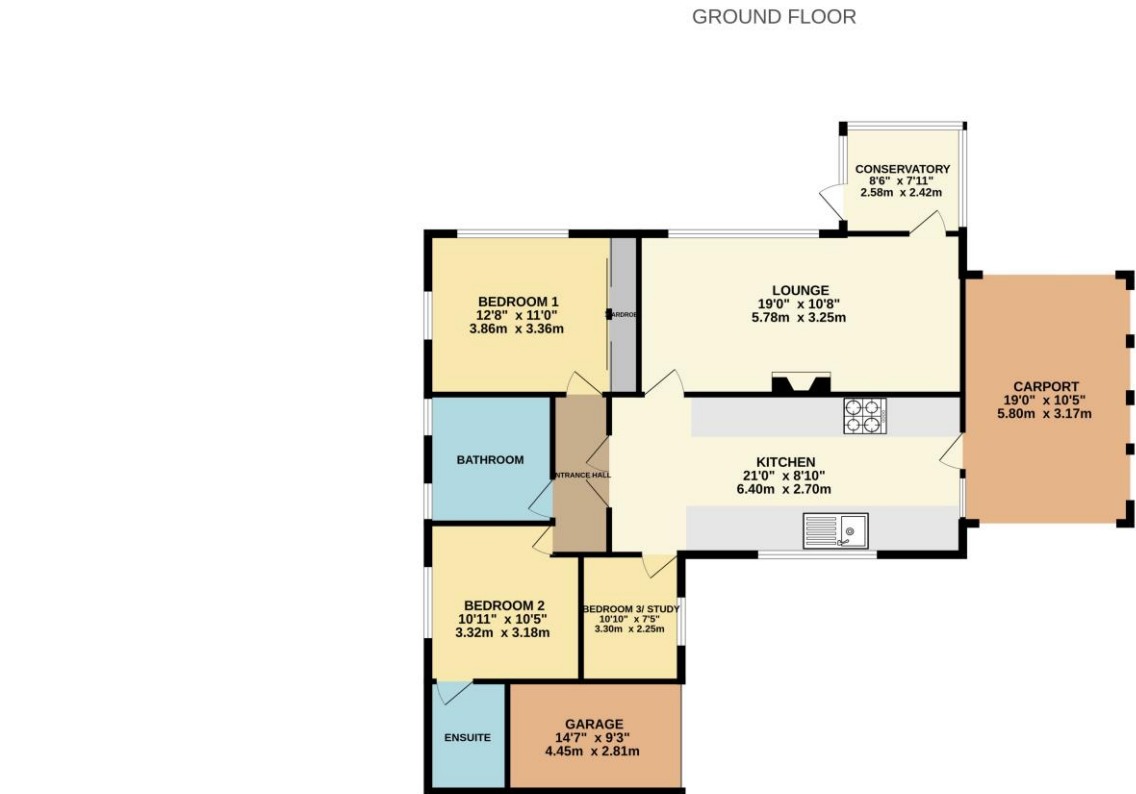 GROUND FLOOR
CONSERVATORY
8'6" x 7'11"
2.58m x 2.42m
BEDROOM 1
12'8" x 11'0"
3.86m x 3.36m
LOUNGE
19'0" x 10'8"
5.78m x 3.25m
CARPORT
19'0" x 10'5"
5.80m x 3.17m
BATHROOM
NTRANCE HALL
KITCHEN
21'0" x 8'10"
6.40m x 2.70m
BEDROOM 2
10'11" x 10'5"
3.32m x 3.18m
BEDROOM 3/ STUDY
10'10" x 7'5"
3.30m x 2.25m
ENSUITE
GARAGE
14'7" x 9'3"
4.45m x 2.81m